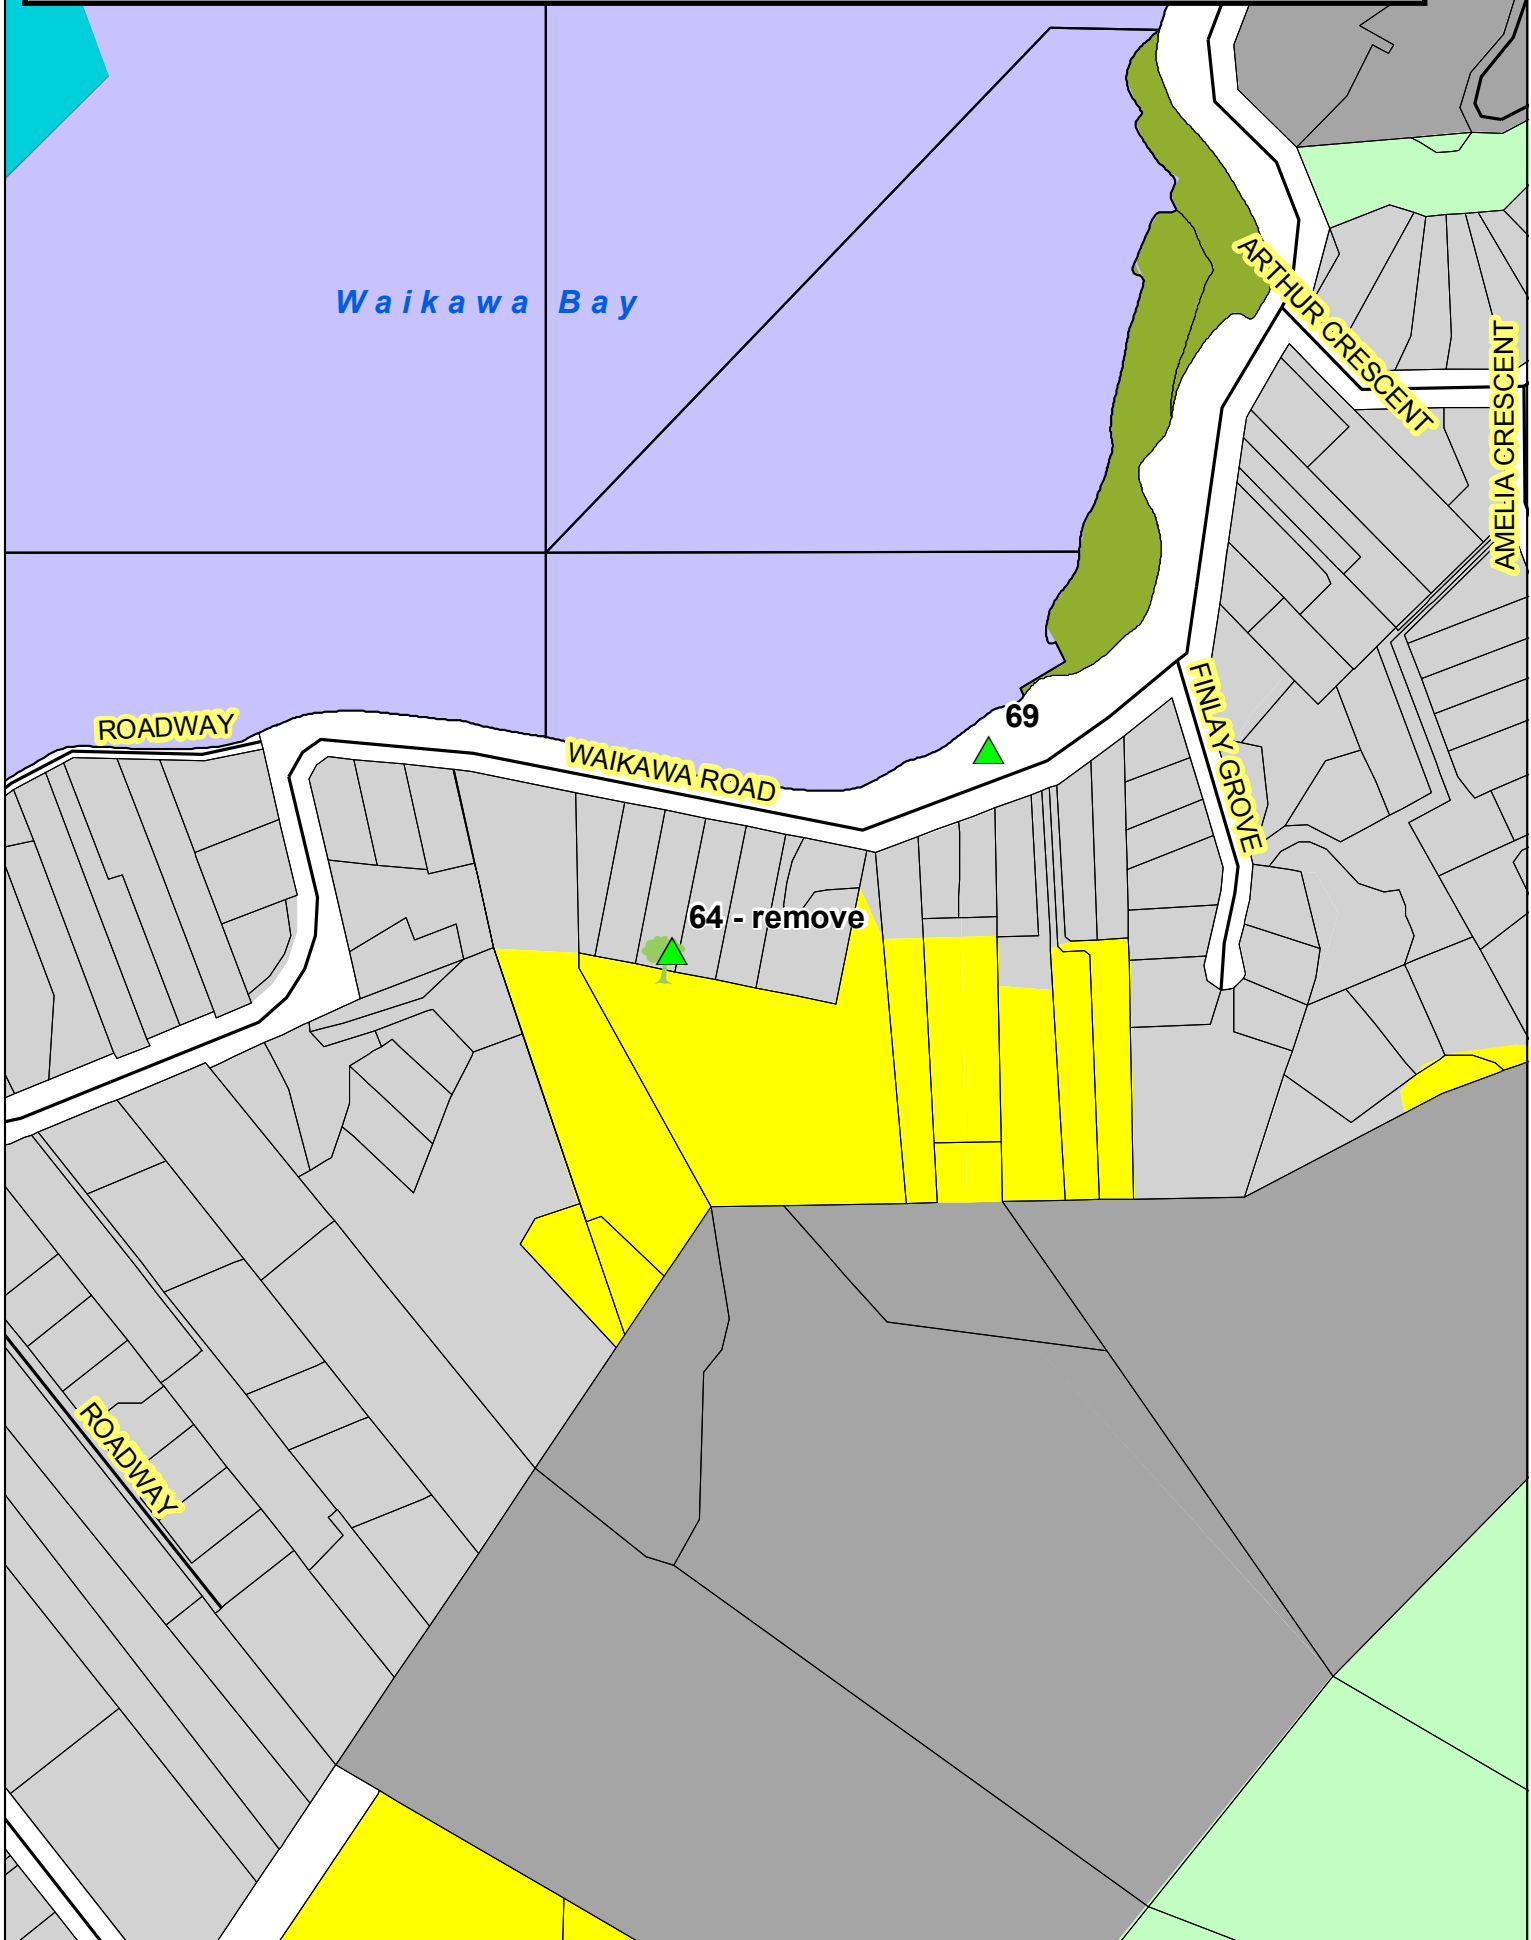 ARTHUR CRESCENT
Waikawa Bay
AMELIA CRESCENT
FINLAY GROVE
69
ROADWAY
WAIKAWA ROAD
64 - remove
ROADWAY